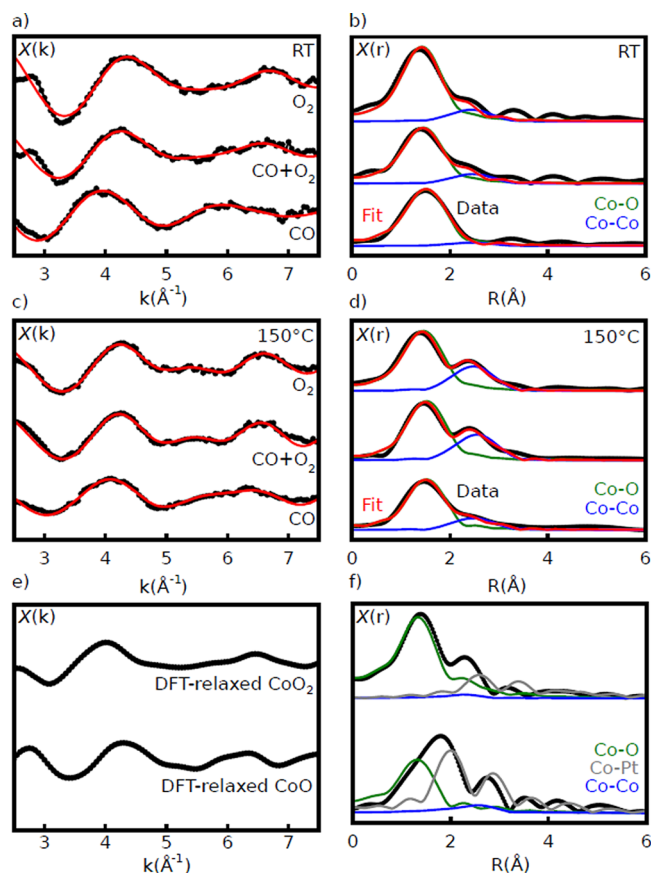 a)
b)
X(k)
RT
O₂
CO+O₂
CO
3 4 5 6 7
k(Å⁻¹)
X(r)
RT
Fit
Data
Co-O
Co-Co
0 2 4 6
R(Å)
c)
d)
X(k)
150°C
O₂
CO+O₂
CO
3 4 5 6 7
k(Å⁻¹)
X(r)
150°C
Fit
Data
Co-O
Co-Co
0 2 4 6
R(Å)
e)
f)
X(k)
DFT-relaxed CoO₂
DFT-relaxed CoO
3 4 5 6 7
k(Å⁻¹)
X(r)
Co-O
Co-Pt
Co-Co
0 2 4 6
R(Å)